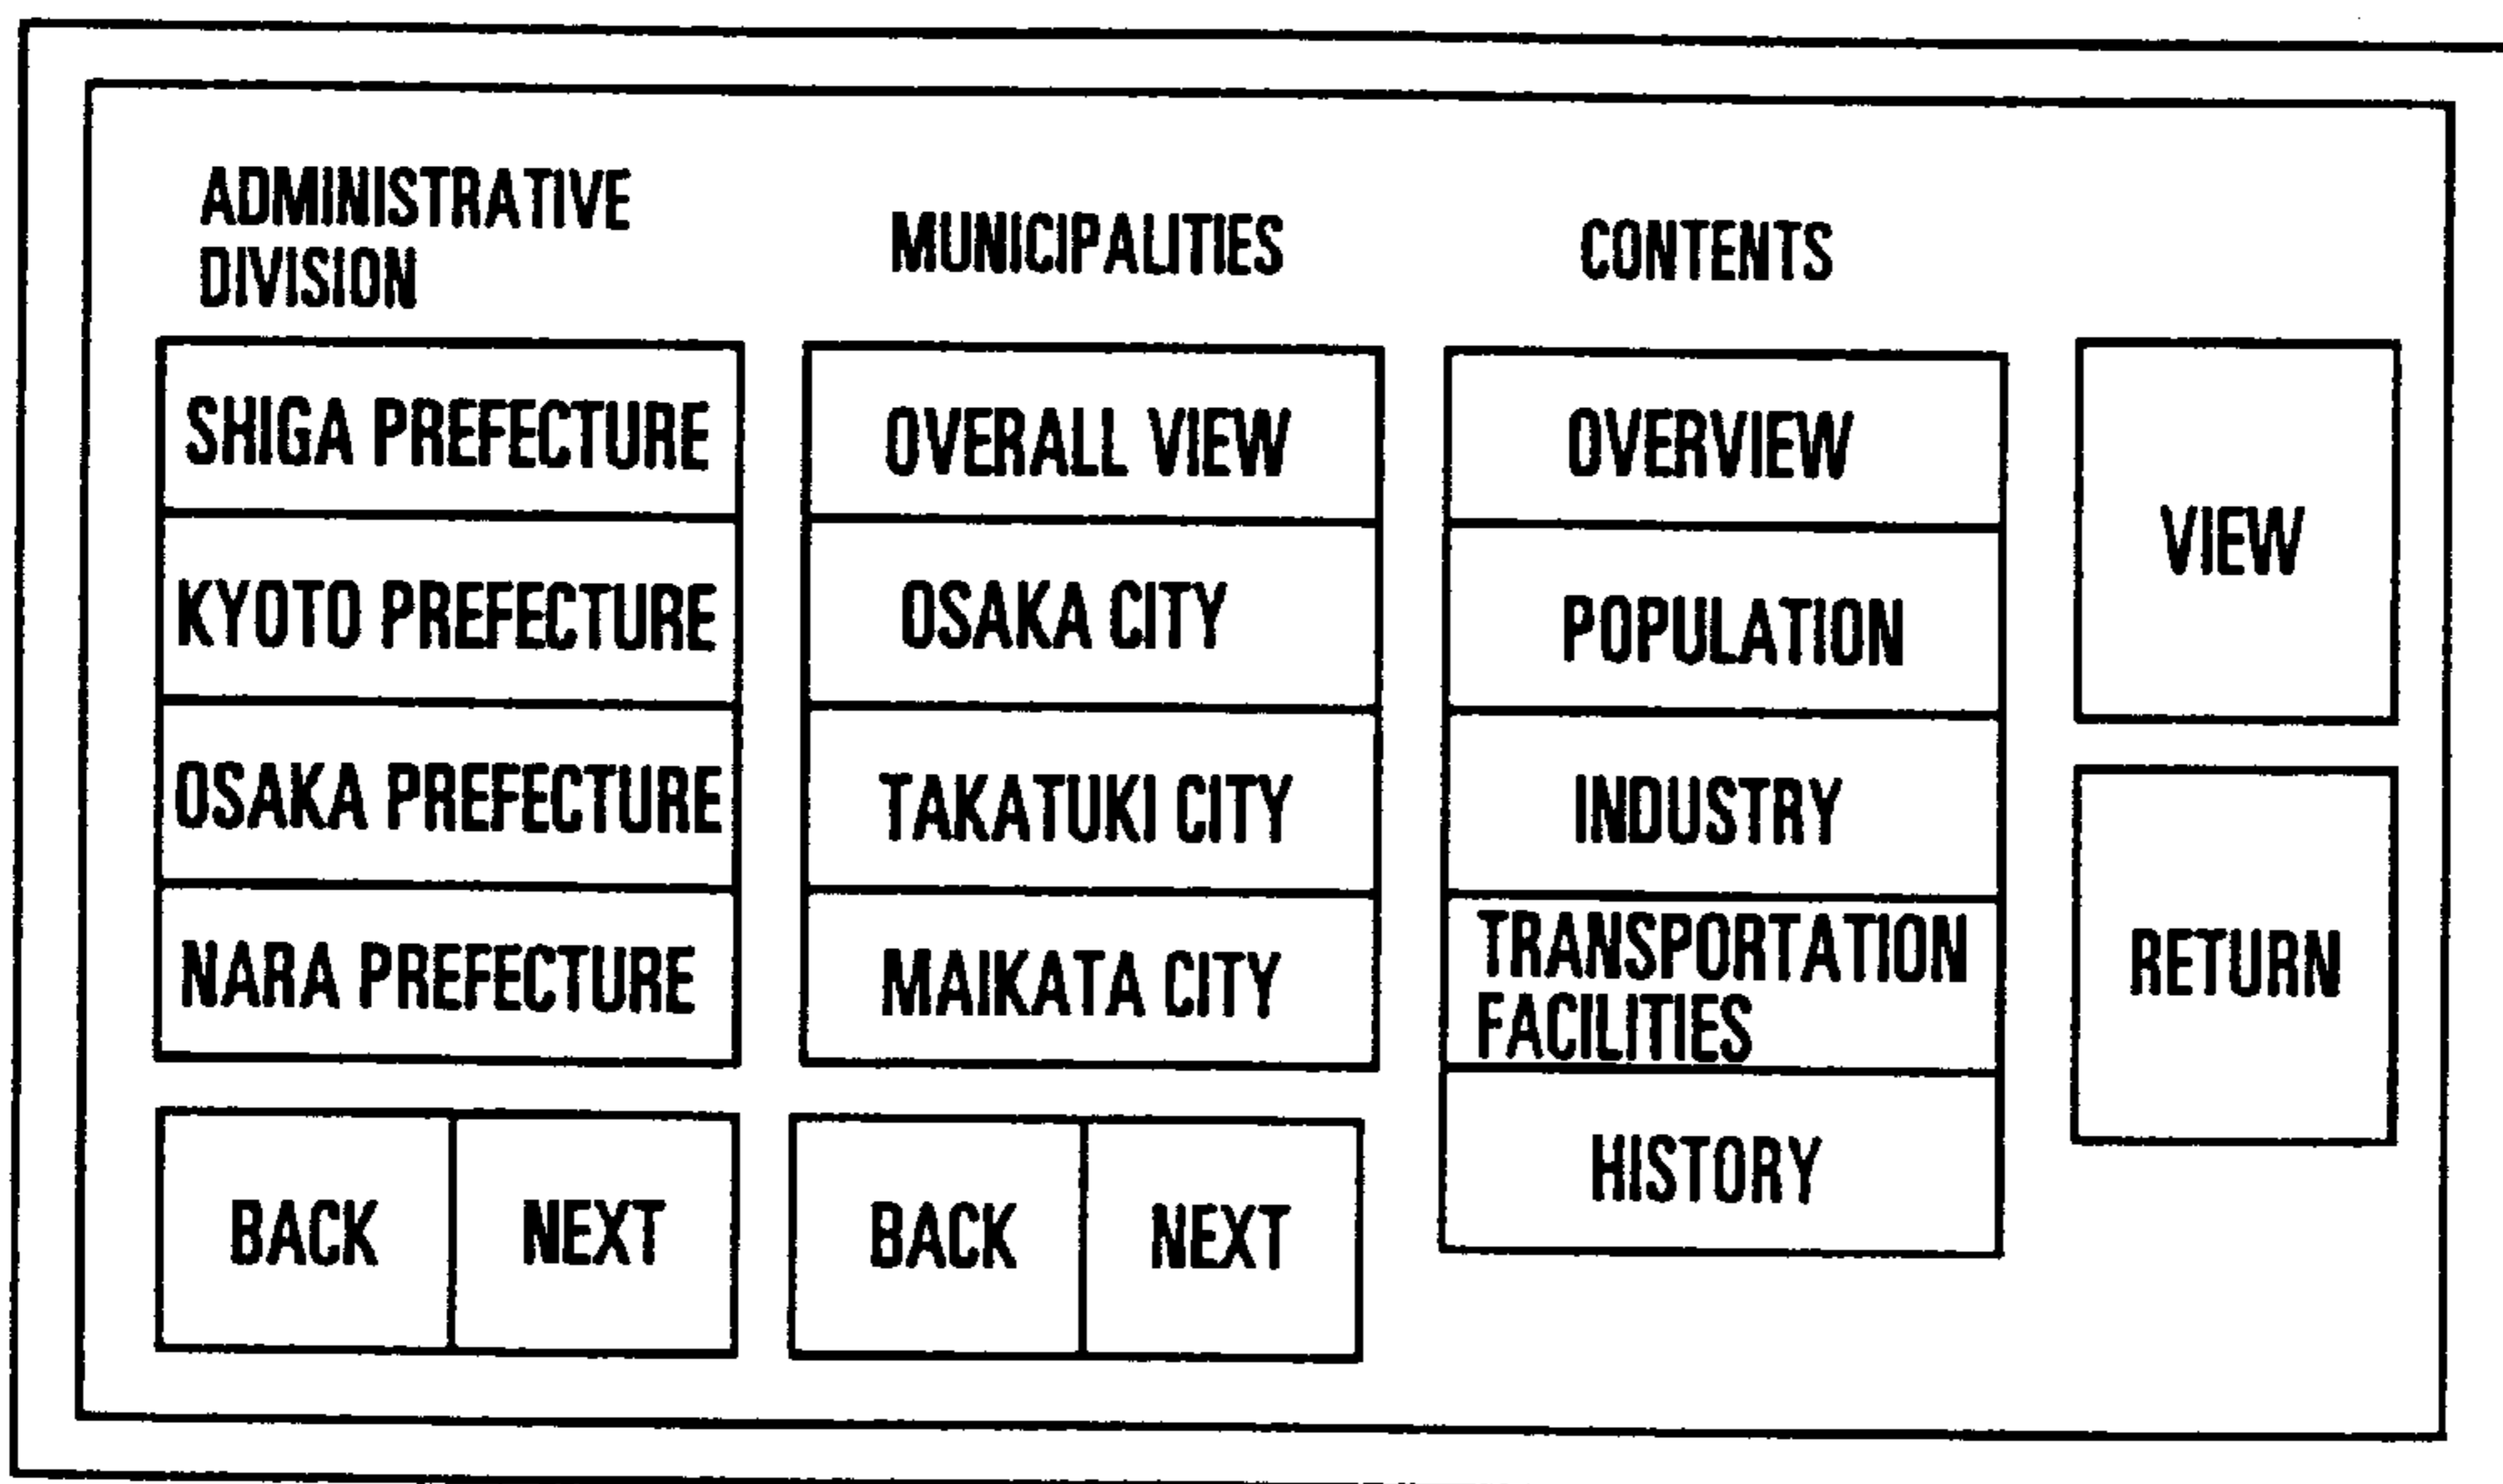 ADMINISTRATIVE
DIVISION
SHIGA PREFECTURE
KYOTO PREFECTURE
OSAKA PREFECTURE
NARA PREFECTURE
BACK
NEXT
MUNICIPALITIES
OVERALL VIEW
OSAKA CITY
TAKATUKI CITY
MAIKATA CITY
BACK
NEXT
CONTENTS
OVERVIEW
POPULATION
INDUSTRY
TRANSPORTATION
FACILITIES
HISTORY
VIEW
RETURN